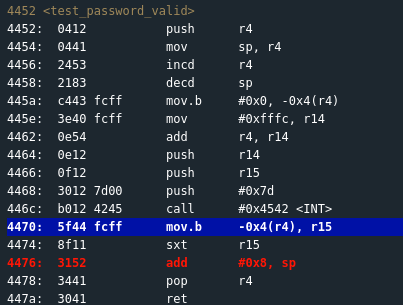 4452 <test_password_valid>
4452:  0412           push      r4
4454:  0441           mov       sp, r4
4456:  2453           incd      r4
4458:  2183           decd      sp
445a:  c443 fcff      mov.b     #0x0, -0x4(r4)
445e:  3e40 fcff      mov       #0xfffc, r14
4462:  0e54           add       r4, r14
4464:  0e12           push      r14
4466:  0f12           push      r15
4468:  3012 7d00      push      #0x7d
446c:  b012 4245      call      #0x4542 <INT>
4470:  5f44 fcff      mov.b     -0x4(r4), r15
4474:  8f11           sxt       r15
4476:  3152           add       #0x8, sp
4478:  3441           pop       r4
447a:  3041           ret